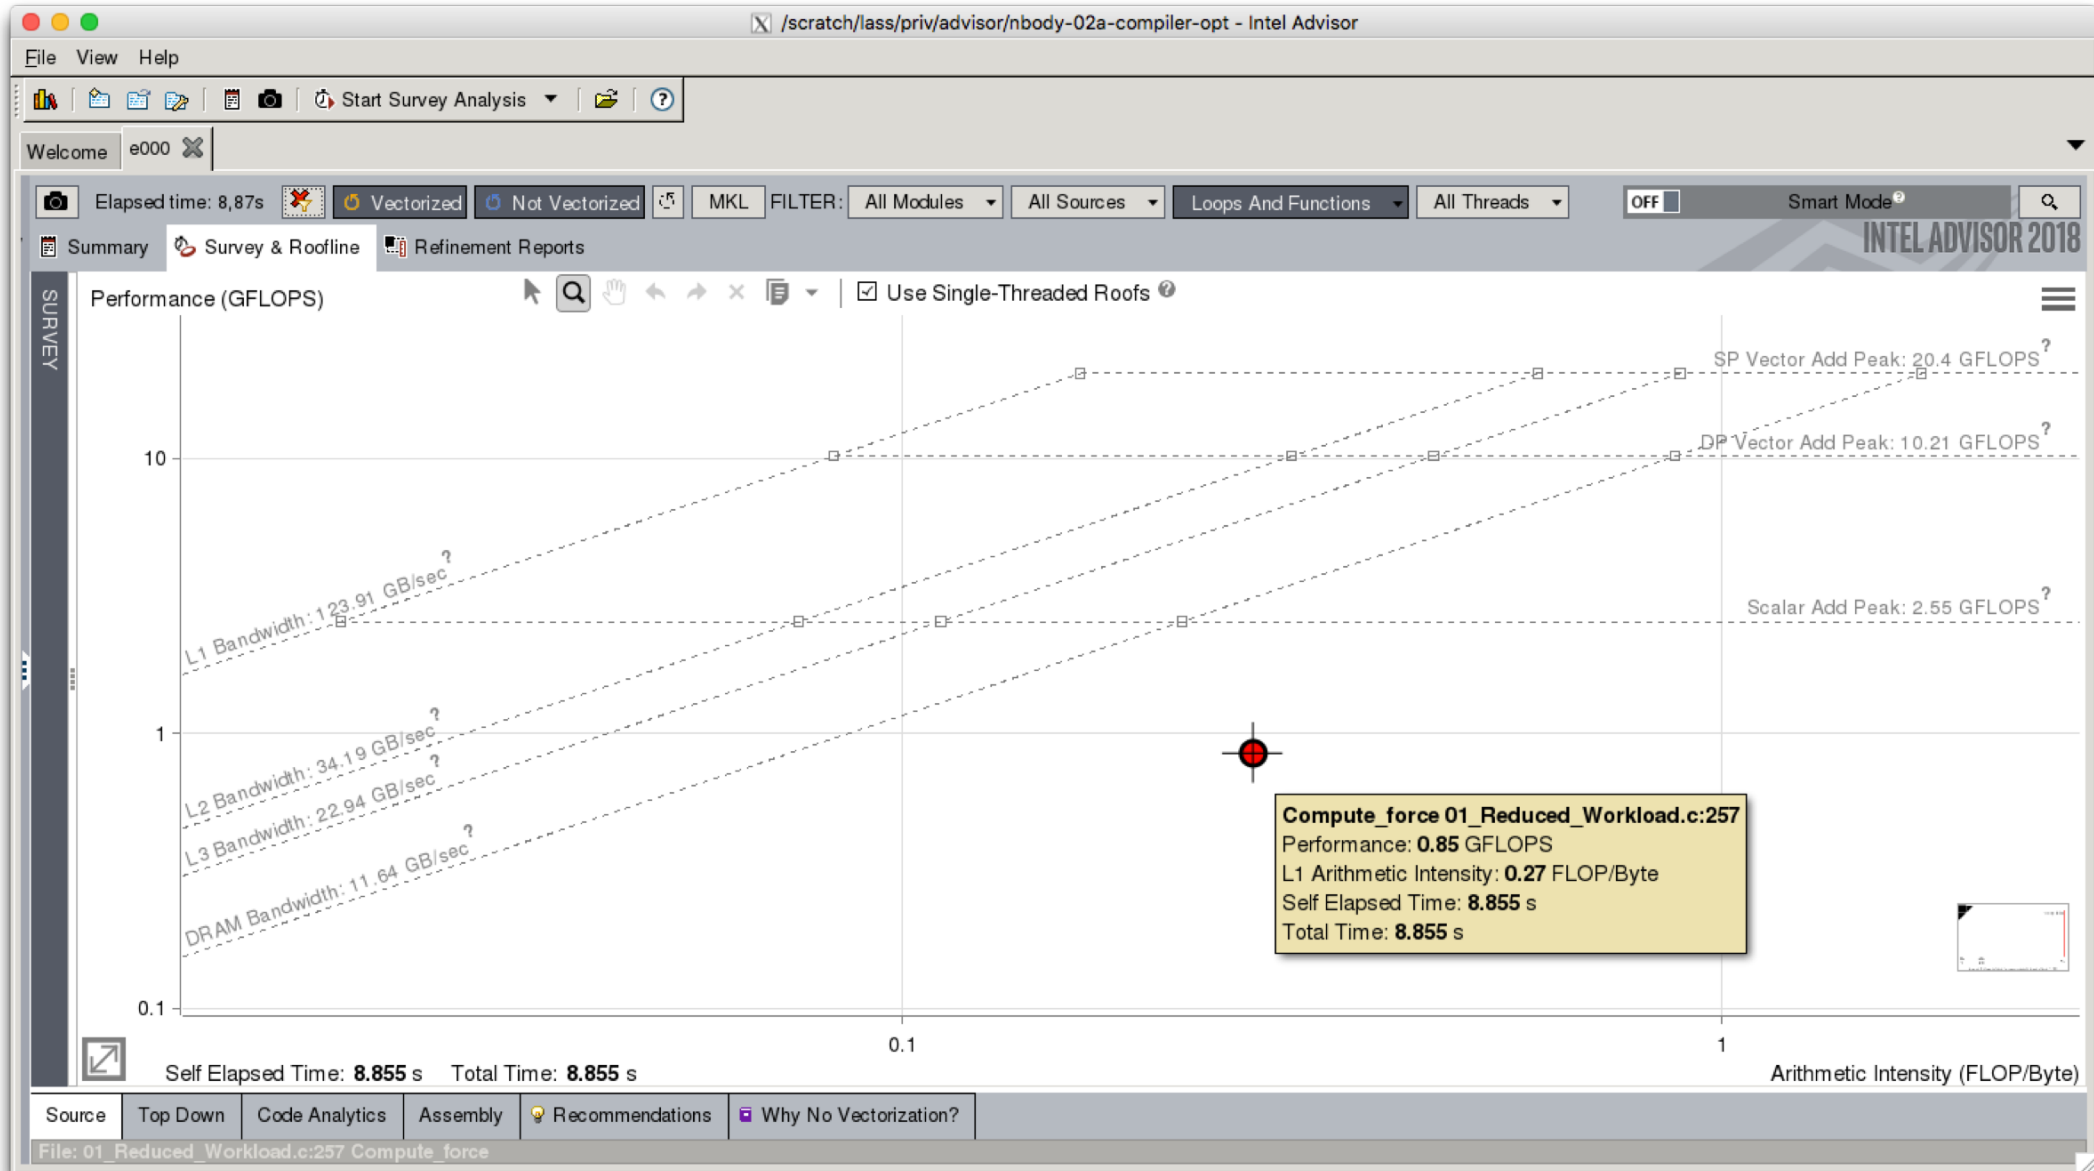 /scratch/lass/priv/advisor/nbody-02a-compiler-opt - Intel Advisor
File View Help
Start Survey Analysis
Welcome e000
Elapsed time: 8,87s Vectorized Not Vectorized MKL FILTER: All Modules All Sources Loops And Functions All Threads OFF Smart Mode
Summary Survey & Roofline Refinement Reports INTEL ADVISOR 2018
SURVEY
Performance (GFLOPS) Use Single-Threaded Roofs
SP Vector Add Peak: 20.4 GFLOPS ?
DP Vector Add Peak: 10.21 GFLOPS ?
10
L1 Bandwidth: 123.91 GB/sec ?
Scalar Add Peak: 2.55 GFLOPS ?
1
L2 Bandwidth: 34.19 GB/sec ?
L3 Bandwidth: 22.94 GB/sec ?
DRAM Bandwidth: 11.64 GB/sec ?
Compute_force 01_Reduced_Workload.c:257
Performance: 0.85 GFLOPS
L1 Arithmetic Intensity: 0.27 FLOP/Byte
Self Elapsed Time: 8.855 s
Total Time: 8.855 s
0.1
0.1 1
Self Elapsed Time: 8.855 s Total Time: 8.855 s Arithmetic Intensity (FLOP/Byte)
Source Top Down Code Analytics Assembly Recommendations Why No Vectorization?
File: 01_Reduced_Workload.c:257 Compute_force